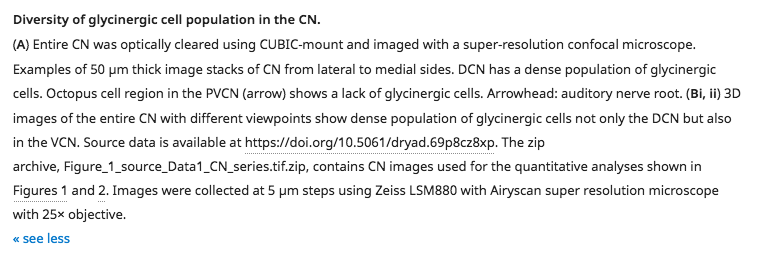 Diversity of glycinergic cell population in the CN.
(A) Entire CN was optically cleared using CUBIC-mount and imaged with a super-resolution confocal microscope.
Examples of 50 μm thick image stacks of CN from lateral to medial sides. DCN has a dense population of glycinergic
cells. Octopus cell region in the PVCN (arrow) shows a lack of glycinergic cells. Arrowhead: auditory nerve root. (Bi, ii) 3D
images of the entire CN with different viewpoints show dense population of glycinergic cells not only the DCN but also
in the VCN. Source data is available at https://doi.org/10.5061/dryad.69p8cz8xp. The zip
archive, Figure_1_source_Data1_CN_series.tif.zip, contains CN images used for the quantitative analyses shown in
Figures 1 and 2. Images were collected at 5 μm steps using Zeiss LSM880 with Airyscan super resolution microscope
with 25× objective.
« see less